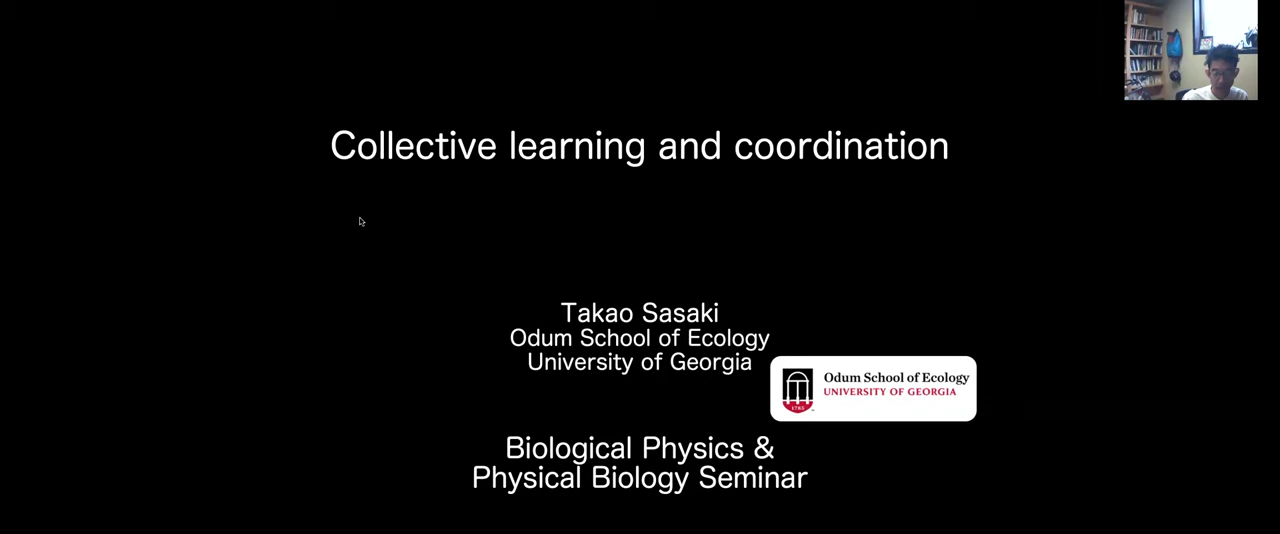 Collective learning and coordination
Takao Sasaki
Odum School of Ecology
University of Georgia
Odum School of Ecology
UNIVERSITY OF GEORGIA
1785
Biological Physics &
Physical Biology Seminar